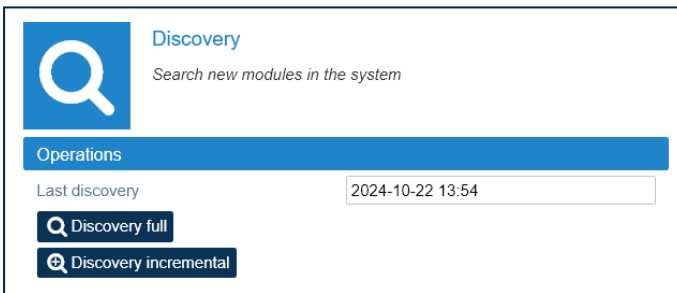 Discovery
Search new modules in the system
Operations
Last discovery 2024-10-22 13:54
Discovery full
Discovery incremental